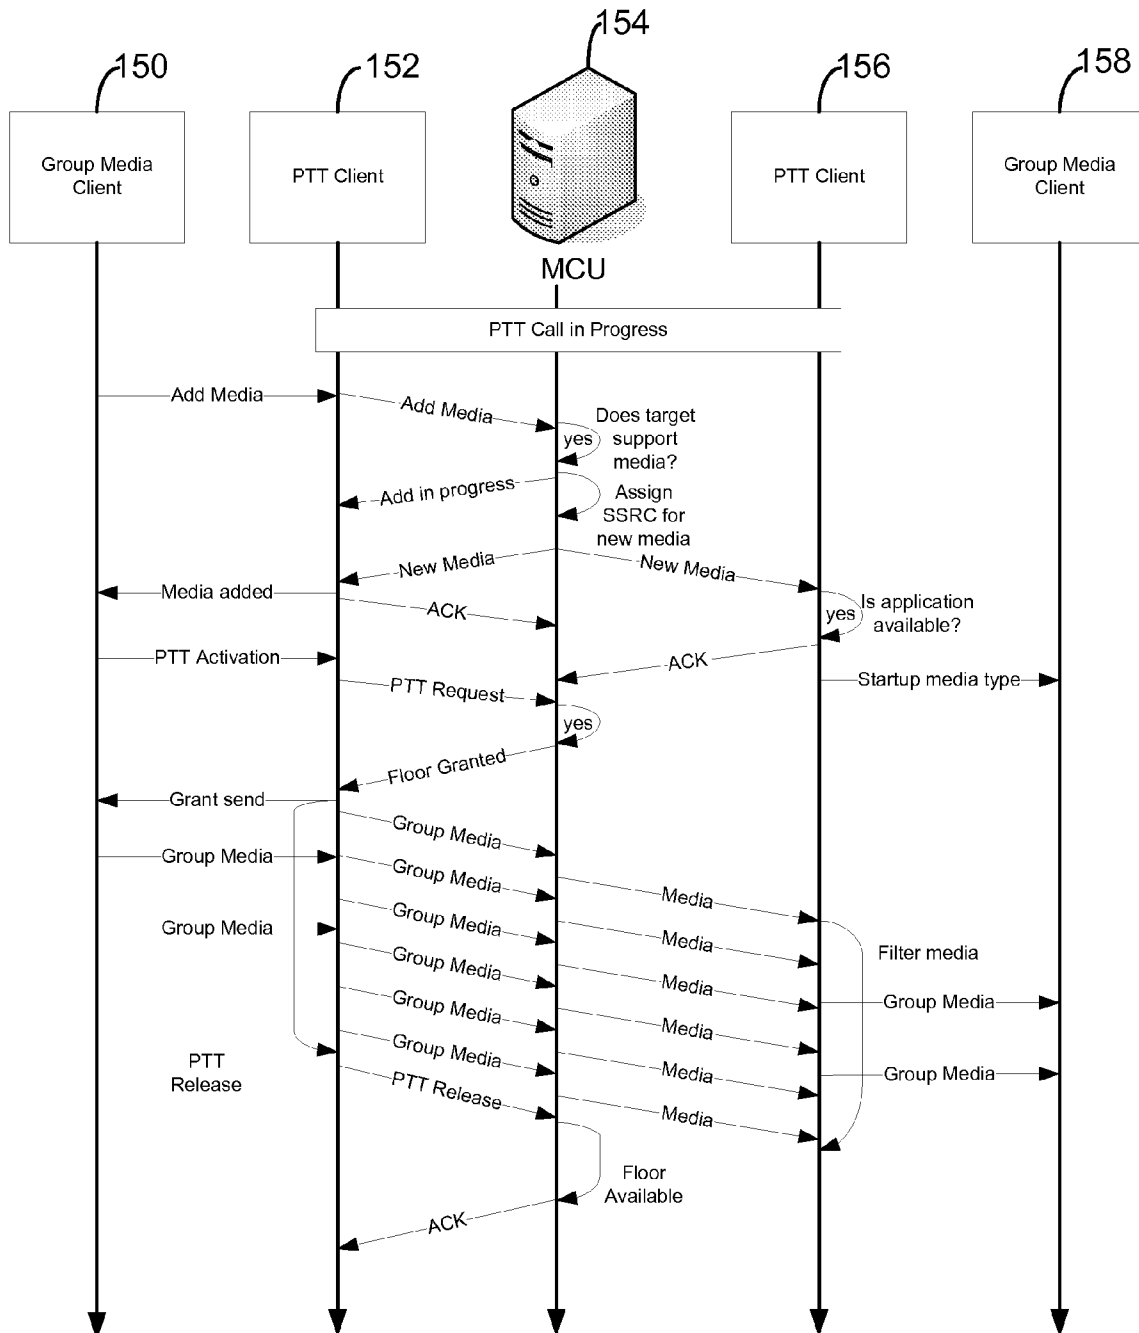 150
152
154
156
158
Group Media
Client
PTT Client
MCU
PTT Client
Group Media
Client
PTT Call in Progress
Add Media
Add Media
yes
Does target
support
media?
Add in progress
Assign
SSRC for
new media
New Media
New Media
Media added
ACK
yes
Is application
available?
PTT Activation
ACK
PTT Request
Startup media type
yes
Floor Granted
Grant send
Group Media
Group Media
Group Media
Media
Group Media
Group Media
Media
Filter media
Group Media
Media
Group Media
Group Media
Media
Group Media
PTT
Release
Media
Group Media
PTT Release
Media
Floor
Available
ACK